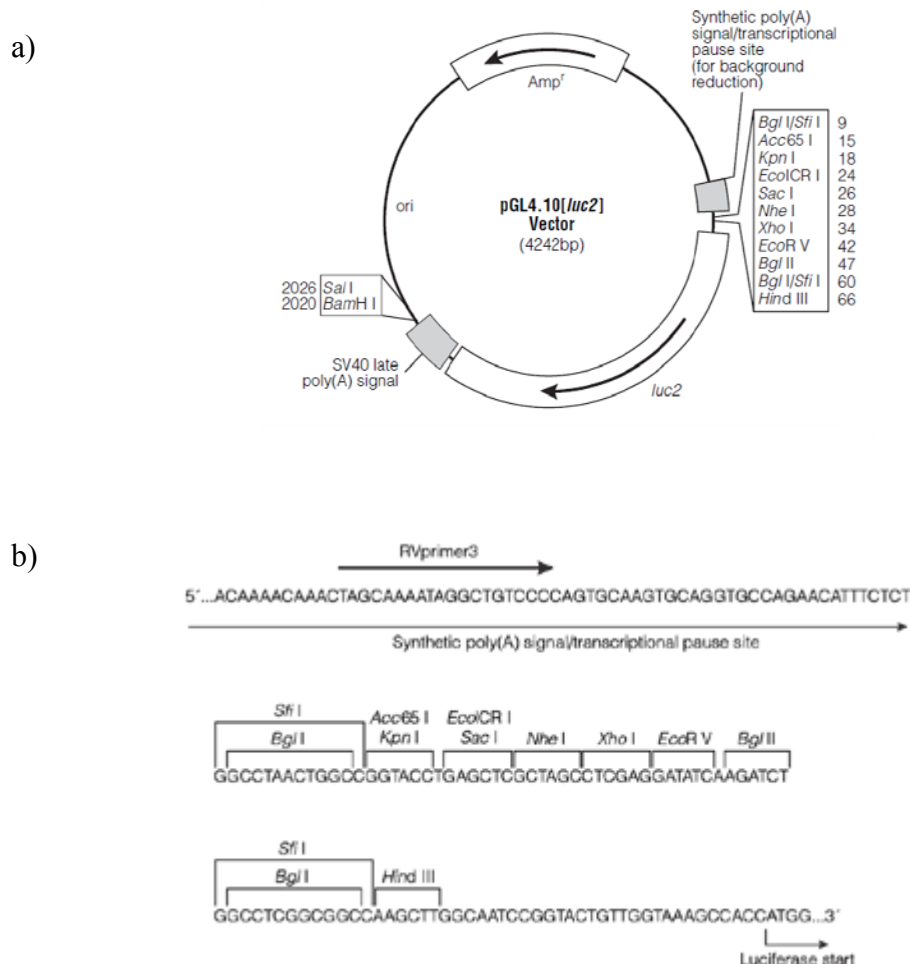 a)
Synthetic poly(A)
signal/transcriptional
pause site
(for background
reduction)
Ampʳ
Bgl I/Sfi I 9
Acc65 I 15
Kpn I 18
EcoICR I 24
Sac I 26
Nhe I 28
Xho I 34
EcoR V 42
Bgl II 47
Bgl I/Sfi I 60
Hind III 66
ori
pGL4.10[luc2]
Vector
(4242bp)
2026 Sal I
2020 BamH I
SV40 late
poly(A) signal
luc2
b)
RVprimer3
5´...ACAAAACAAACTAGCAAAATAGGCTGTCCCCAGTGCAAGTGCAGGTGCCAGAACATTTCTCT
Synthetic poly(A) signal/transcriptional pause site
Sfi I Acc65 I EcoICR I
Bgl I Kpn I Sac I Nhe I Xho I EcoR V Bgl II
GGCCTAACTGGCCGGTACCTGAGCTCGCTAGCCTCGAGGATATCAAGATCT
Sfi I
Bgl I Hind III
GGCCTCGGCGGCCAAGCTTGGCAATCCGGTACTGTTGGTAAAGCCACCATGG...3´
Luciferase start